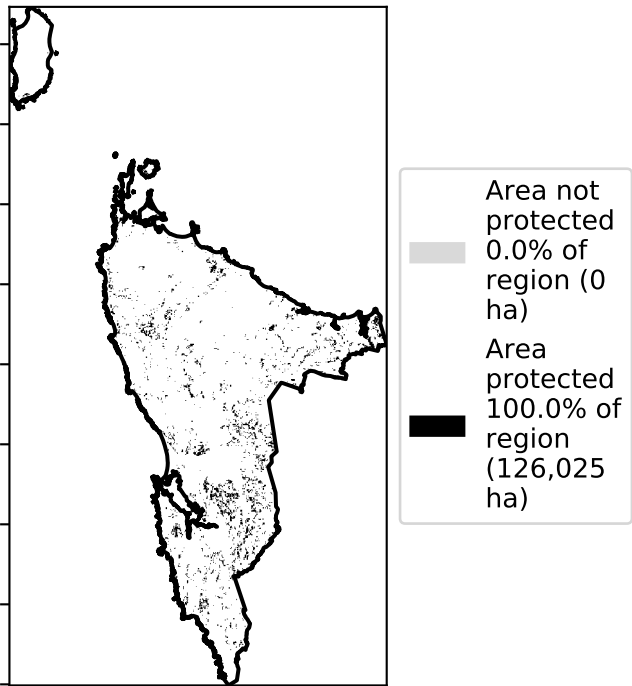 Area not
protected
0.0% of
region (0
ha)
Area
protected
100.0% of
region
(126,025
ha)